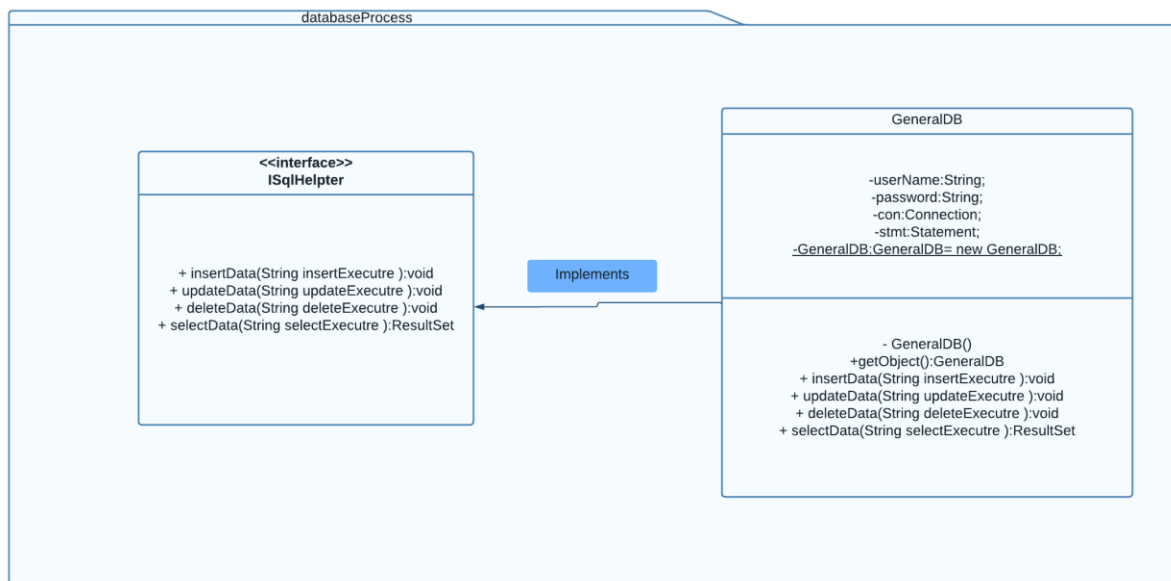 databaseProcess
<<interface>>
ISqlHelpter
+ insertData(String insertExecutre ):void
+ updateData(String updateExecutre ):void
+ deleteData(String deleteExecutre ):void
+ selectData(String selectExecutre ):ResultSet
Implements
GeneralDB
-userName:String;
-password:String;
-con:Connection;
-stmt:Statement;
-GeneralDB:GeneralDB= new GeneralDB;
- GeneralDB()
+getObject():GeneralDB
+ insertData(String insertExecutre ):void
+ updateData(String updateExecutre ):void
+ deleteData(String deleteExecutre ):void
+ selectData(String selectExecutre ):ResultSet